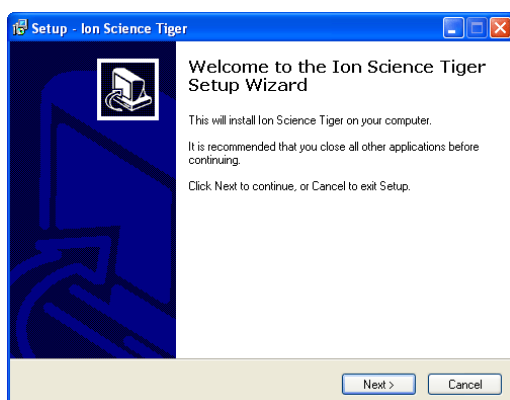 Setup - Ion Science Tiger
Welcome to the Ion Science Tiger
Setup Wizard
This will install Ion Science Tiger on your computer.
It is recommended that you close all other applications before
continuing.
Click Next to continue, or Cancel to exit Setup.
Next >
Cancel